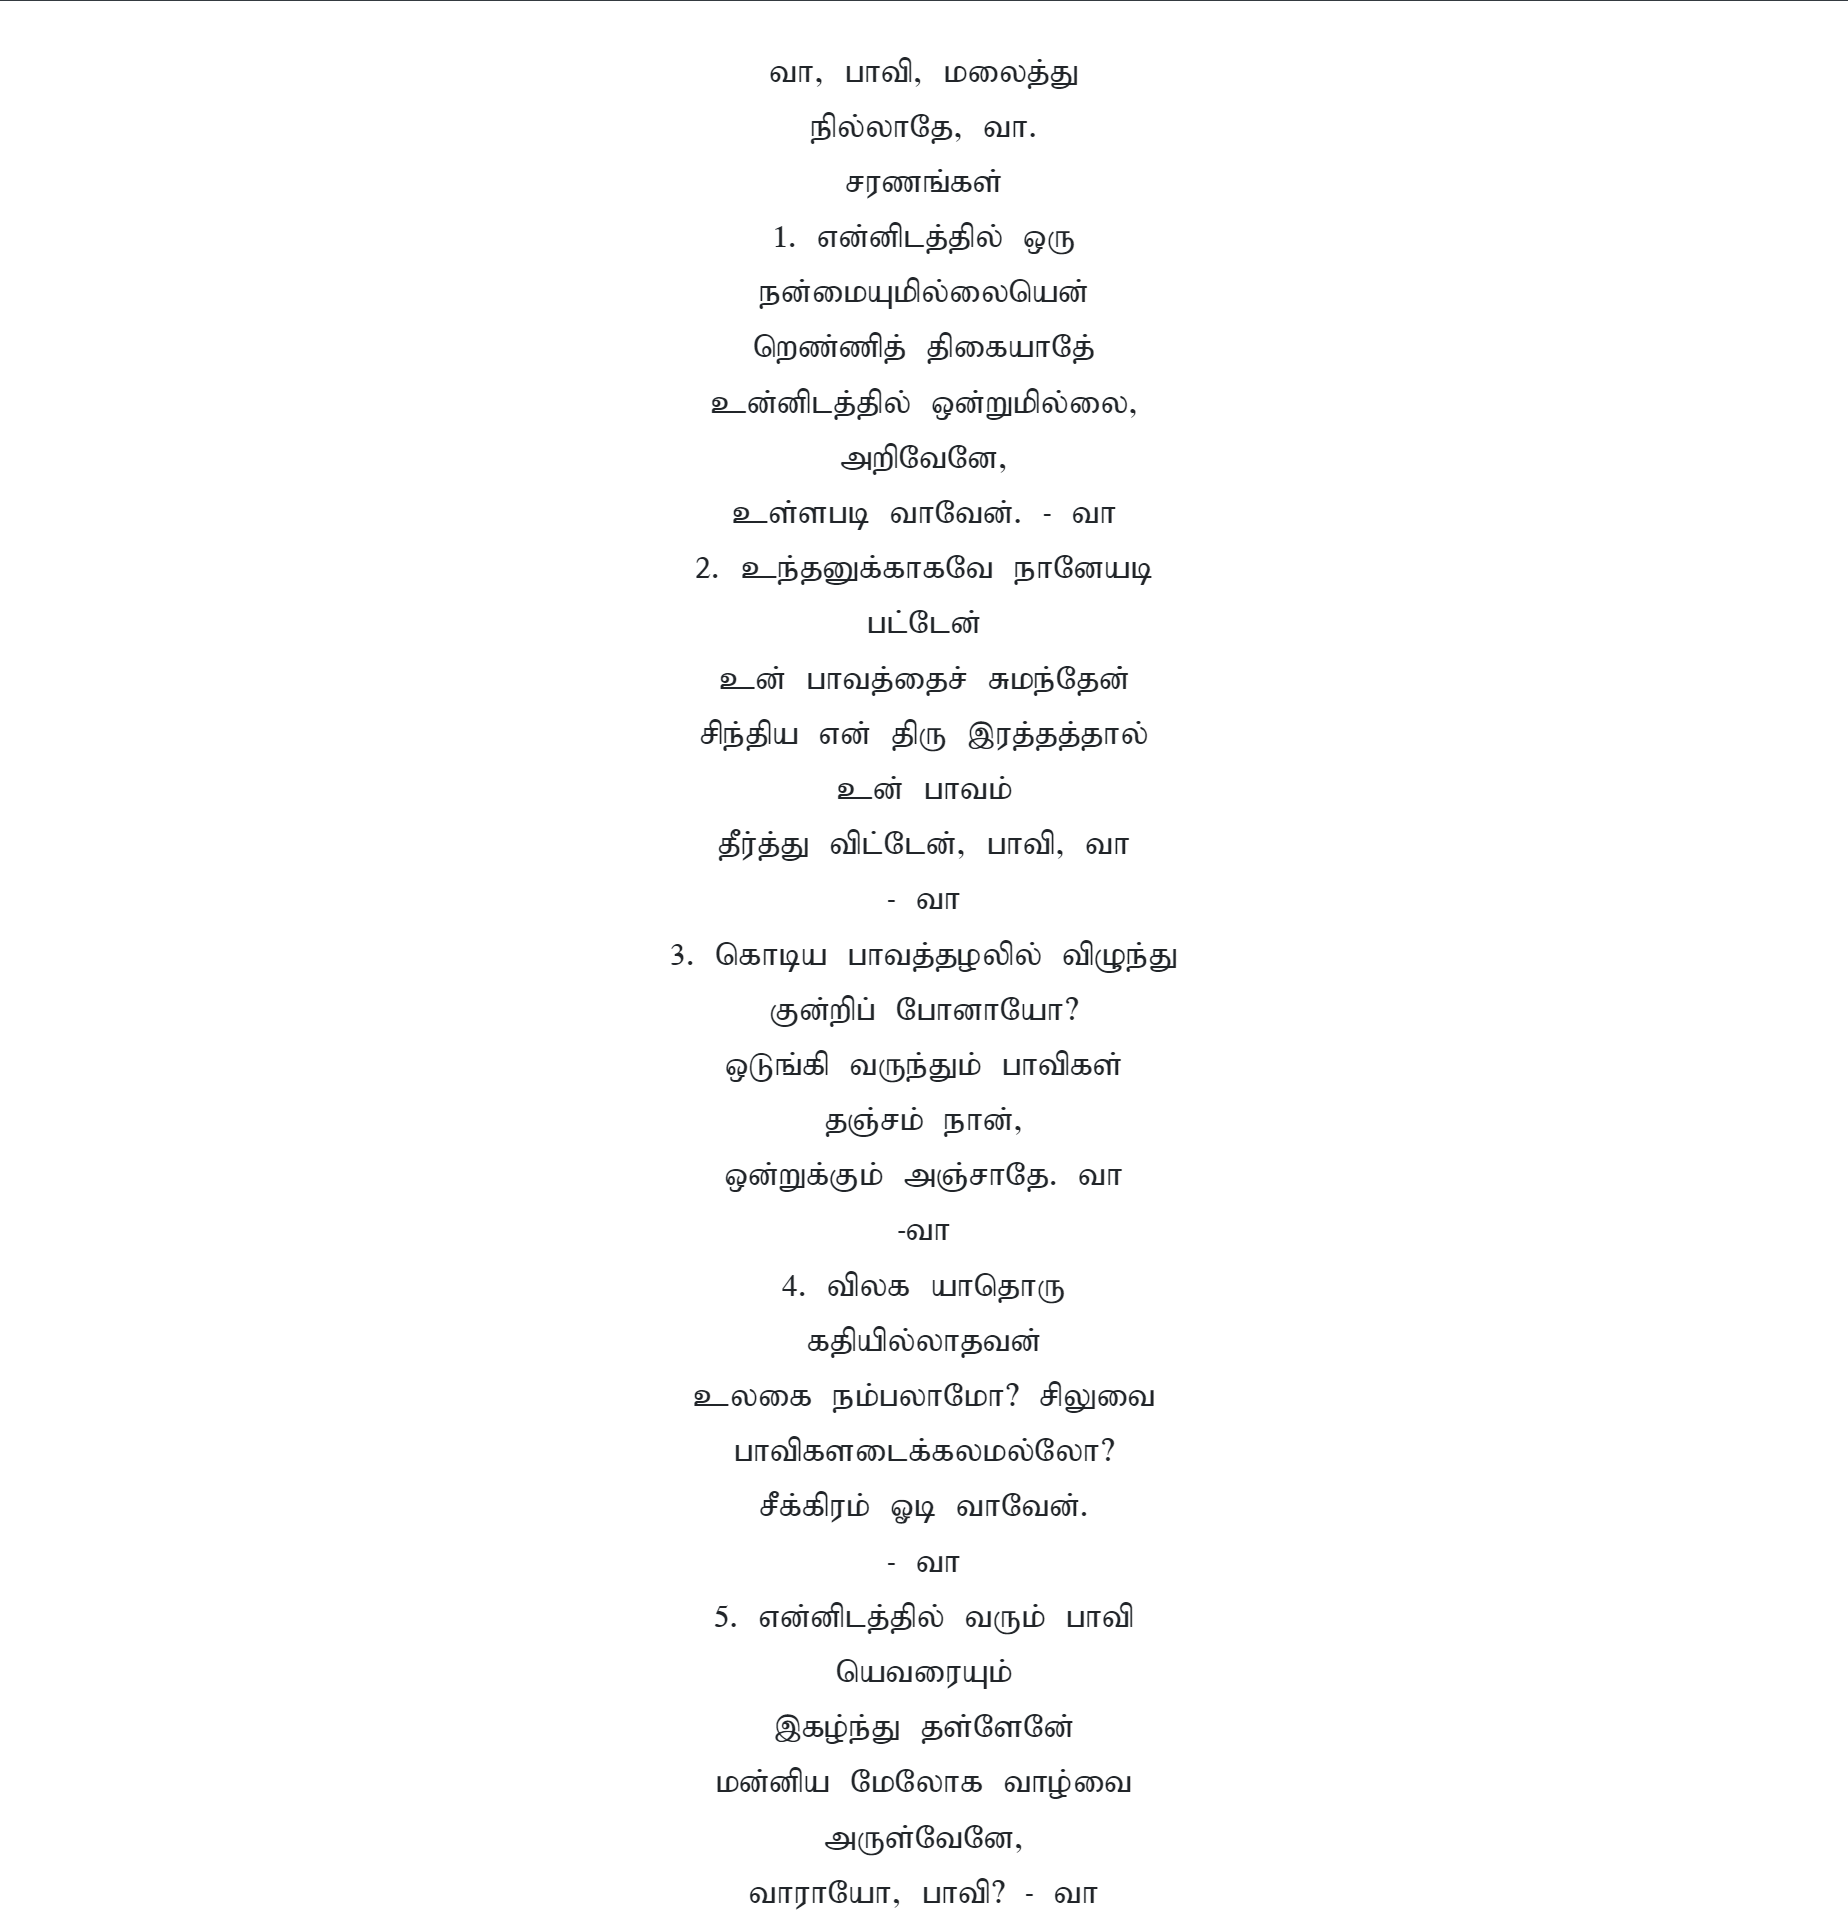 வா, பாவி, மலைத்து
நில்லாதே, வா.
சரணங்கள்
1. என்னிடத்தில் ஒரு
நன்மையுமில்லையென்
றெண்ணித் திகையாதே்
உன்னிடத்தில் ஒன்றுமில்லை,
அறிவேனே,
உள்ளபடி வாவேன். - வா
2. உந்தனுக்காகவே நானேயடி
பட்டேன்
உன் பாவத்தைச் சுமந்தேன்
சிந்திய என் திரு இரத்தத்தால்
உன் பாவம்
தீர்த்து விட்டேன், பாவி, வா
- வா
3. கொடிய பாவத்தழலில் விழுந்து
குன்றிப் போனாயோ?
ஒடுங்கி வருந்தும் பாவிகள்
தஞ்சம் நான்,
ஒன்றுக்கும் அஞ்சாதே. வா
-வா
4. விலக யாதொரு
கதியில்லாதவன்
உலகை நம்பலாமோ? சிலுவை
பாவிகளடைக்கலமல்லோ?
சீக்கிரம் ஓடி வாவேன்.
- வா
5. என்னிடத்தில் வரும் பாவி
யெவரையும்
இகழ்ந்து தள்ளேனே்
மன்னிய மேலோக வாழ்வை
அருள்வேனே,
வாராயோ, பாவி? - வா